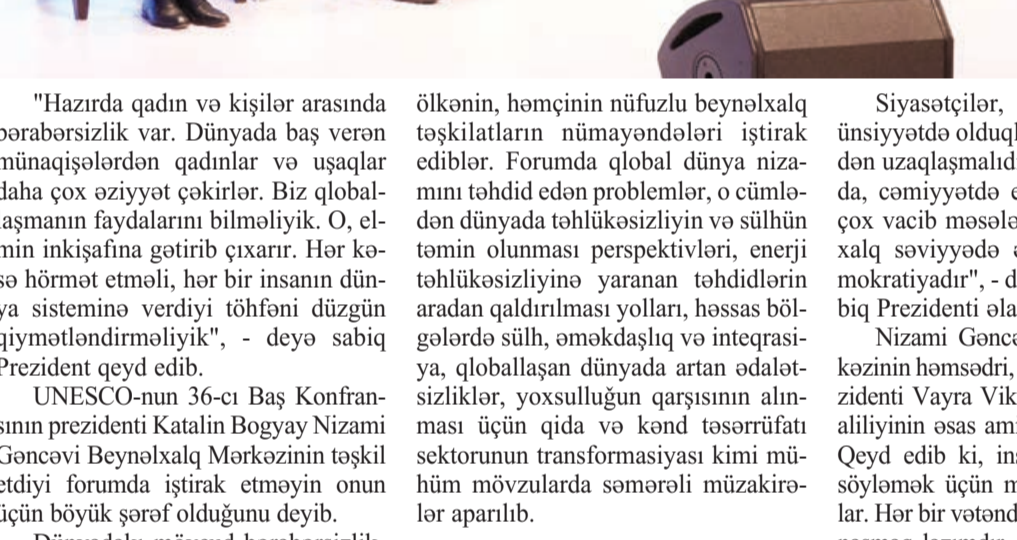 "Hazırda qadın və kişilər arasında
bərabərsizlik var. Dünyada baş verən
münaqişələrdən qadınlar və uşaqlar
daha çox əziyyət çəkirlər. Biz qlobal-
laşmanın faydalarını bilməliyik. O, el-
min inkişafına gətirib çıxarır. Hər kə-
sə hörmət etməli, hər bir insanın dün-
ya sisteminə verdiyi töhfəni düzgün
qiymətləndirməliyik", - deyə sabiq
Prezident qeyd edib.
UNESCO-nun 36-cı Baş Konfran-
sının prezidenti Katalin Bogyay Nizami
Gəncəvi Beynəlxalq Mərkəzinin təşkil
etdiyi forumda iştirak etməyin onun
üçün böyük şərəf olduğunu deyib.
ölkənin, həmçinin nüfuzlu beynəlxalq
təşkilatların nümayəndələri iştirak
ediblər. Forumda qlobal dünya niza-
mını təhdid edən problemlər, o cümlə-
dən dünyada təhlükəsizliyin və sülhün
təmin olunması perspektivləri, enerji
təhlükəsizliyinə yaranan təhdidlərin
aradan qaldırılması yolları, həssas böl-
gələrdə sülh, əməkdaşlıq və inteqrasi-
ya, qloballaşan dünyada artan ədalət-
sizliklər, yoxsulluğun qarşısının alın-
ması üçün qida və kənd təsərrüfatı
sektorunun transformasiyası kimi mü-
hüm mövzularda səmərəli müzakirə-
lər aparılıb.
Siyasətçilər,
ünsiyyətdə olduql
dən uzaqlaşmalıd
da, cəmiyyətdə
çox vacib məsələ
xalq səviyyədə
mokratiyadır", - d
biq Prezidenti əla
Nizami Gəncə
kəzinin həmsədri,
zidenti Vayra Vik
aliliyinin əsas am
Qeyd edib ki, in
söyləmək üçün m
lar. Hər bir vətənd